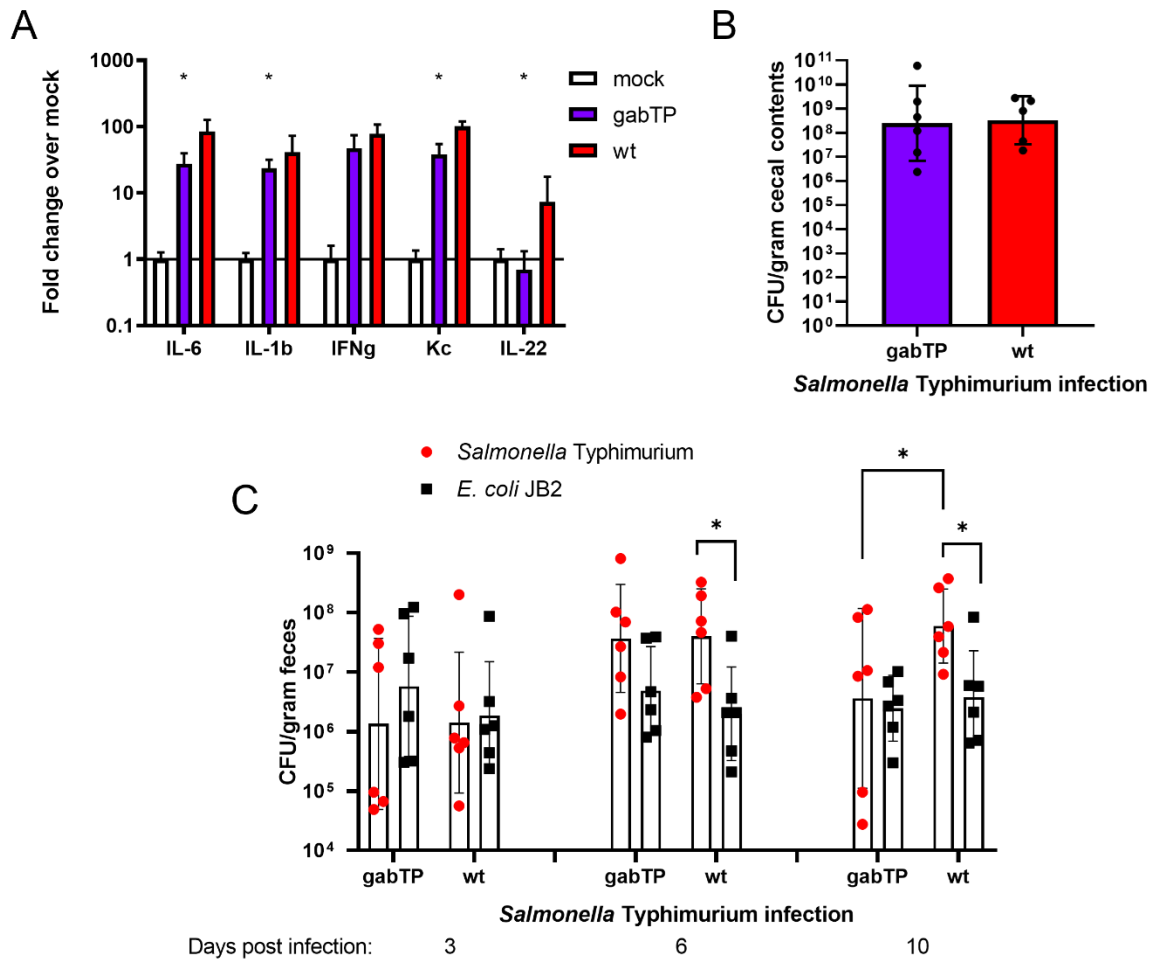 A
Fold change over mock
1000
100
10
1
0.1
IL-6 IL-1b IFNg Kc IL-22
* * * *
mock
gabTP
wt
B
CFU/gram cecal contents
10¹¹
10¹⁰
10⁹
10⁸
10⁷
10⁶
10⁵
10⁴
10³
10²
10¹
10⁰
gabTP wt
Salmonella Typhimurium infection
Salmonella Typhimurium
E. coli JB2
C
CFU/gram feces
10⁹
10⁸
10⁷
10⁶
10⁵
10⁴
* * *
gabTP wt gabTP wt gabTP wt
Salmonella Typhimurium infection
Days post infection: 3 6 10